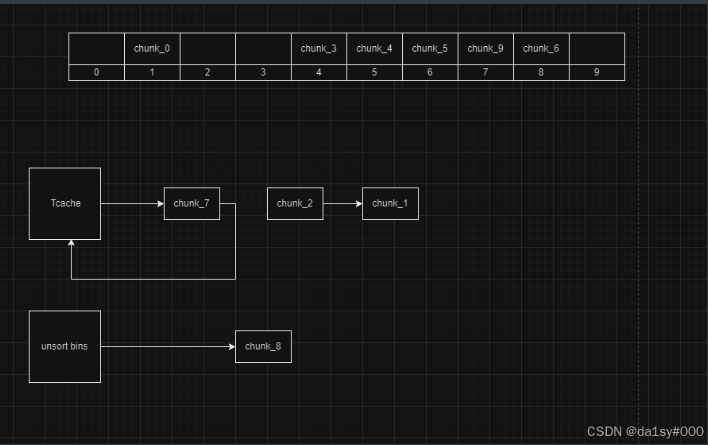 chunk_0 chunk_3 chunk_4 chunk_5 chunk_9 chunk_6
0 1 2 3 4 5 6 7 8 9
Tcache chunk_7 chunk_2 chunk_1
unsort bins chunk_8
CSDN @da1sy#000